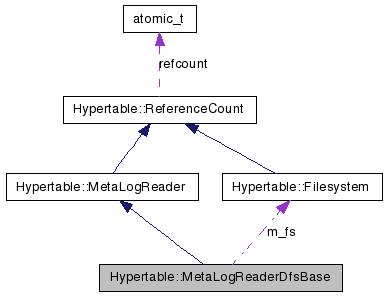 atomic_t
refcount
Hypertable::ReferenceCount
Hypertable::MetaLogReader
Hypertable::Filesystem
m_fs
Hypertable::MetaLogReaderDfsBase